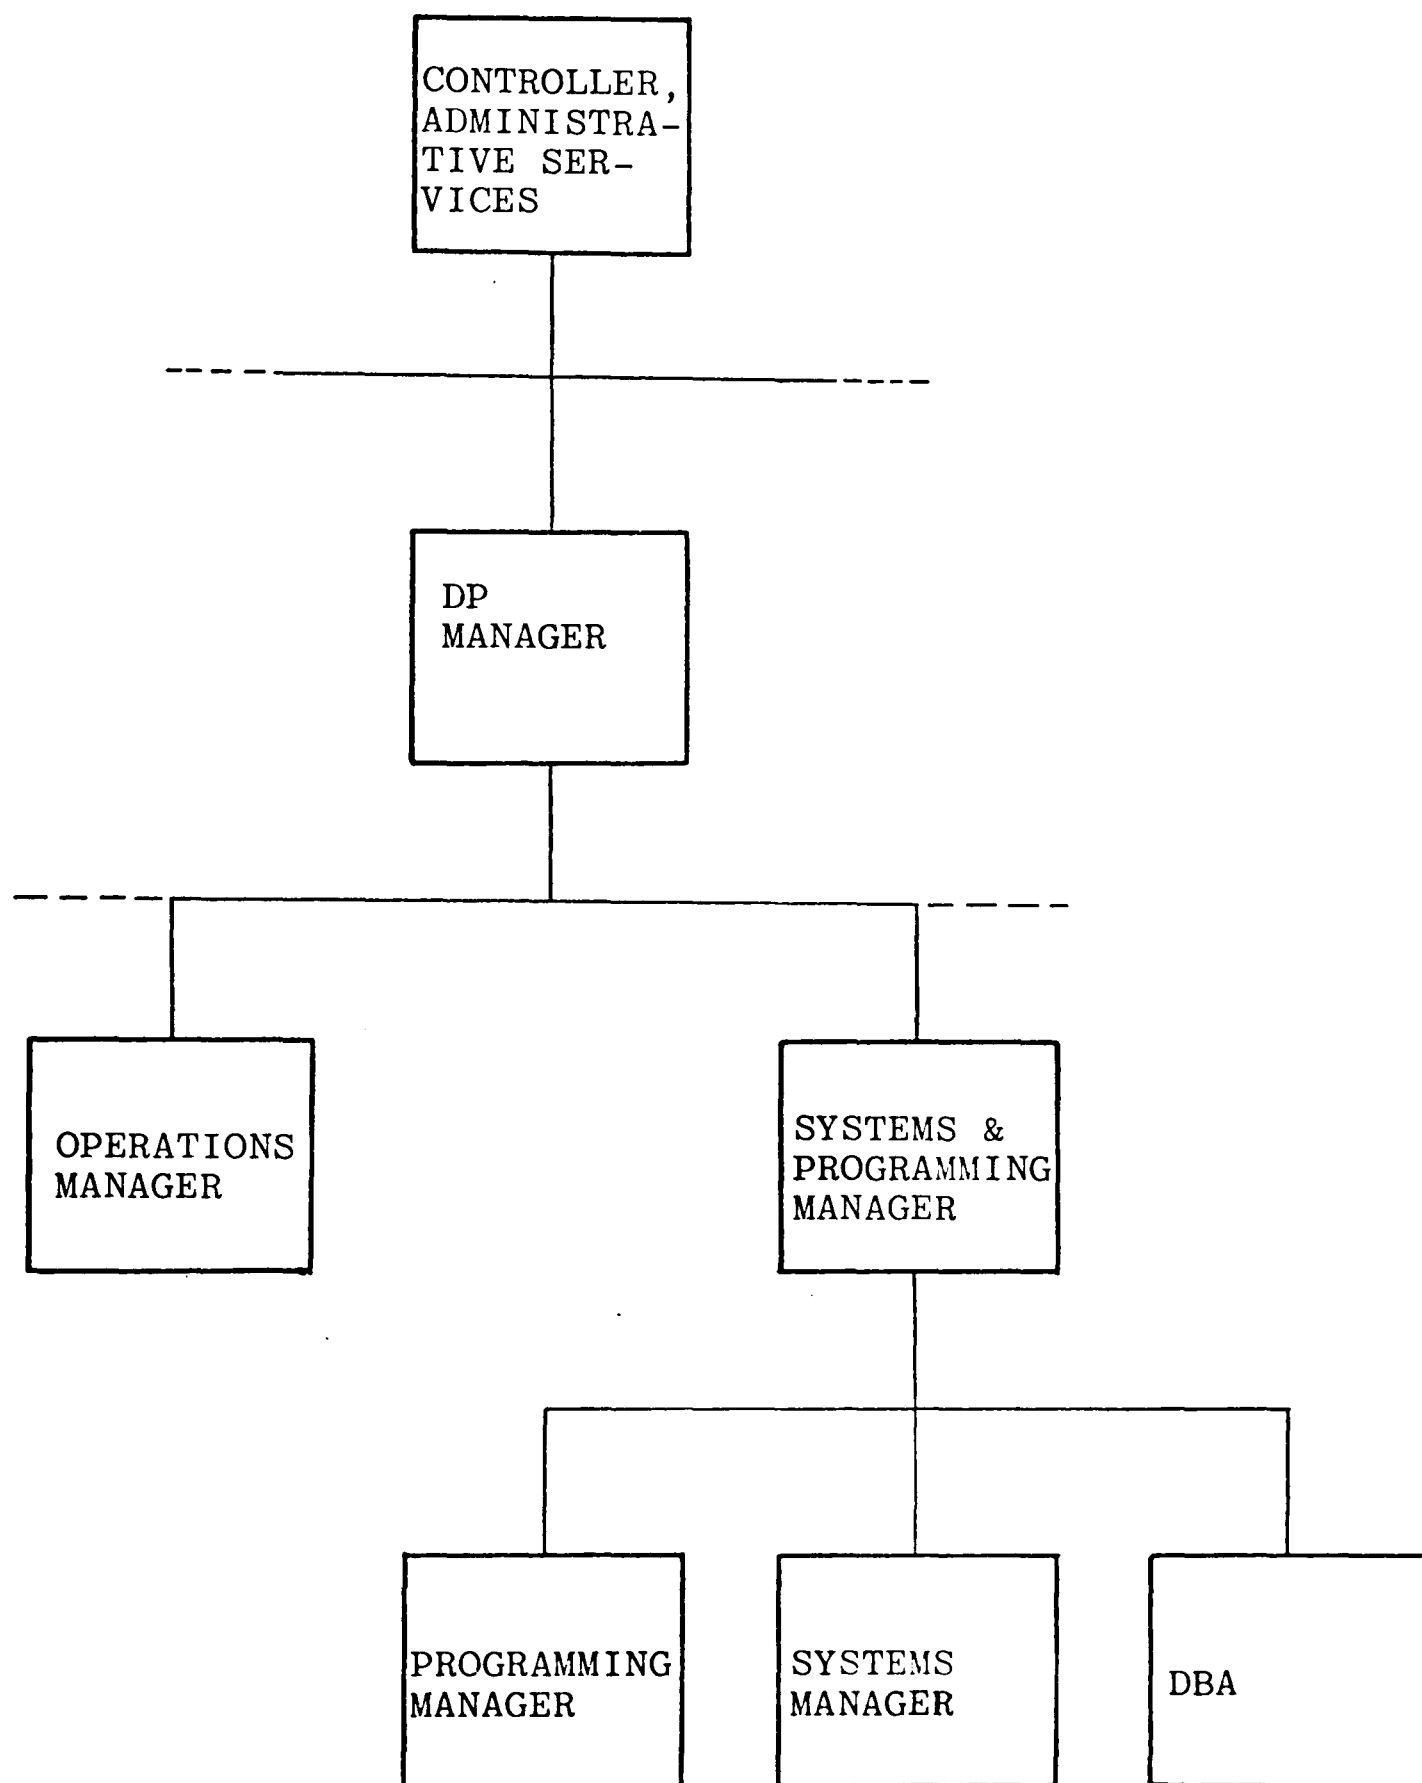 CONTROLLER,
ADMINISTRA-
TIVE SER-
VICES
DP
MANAGER
OPERATIONS
MANAGER
SYSTEMS &
PROGRAMMING
MANAGER
PROGRAMMING
MANAGER
SYSTEMS
MANAGER
DBA